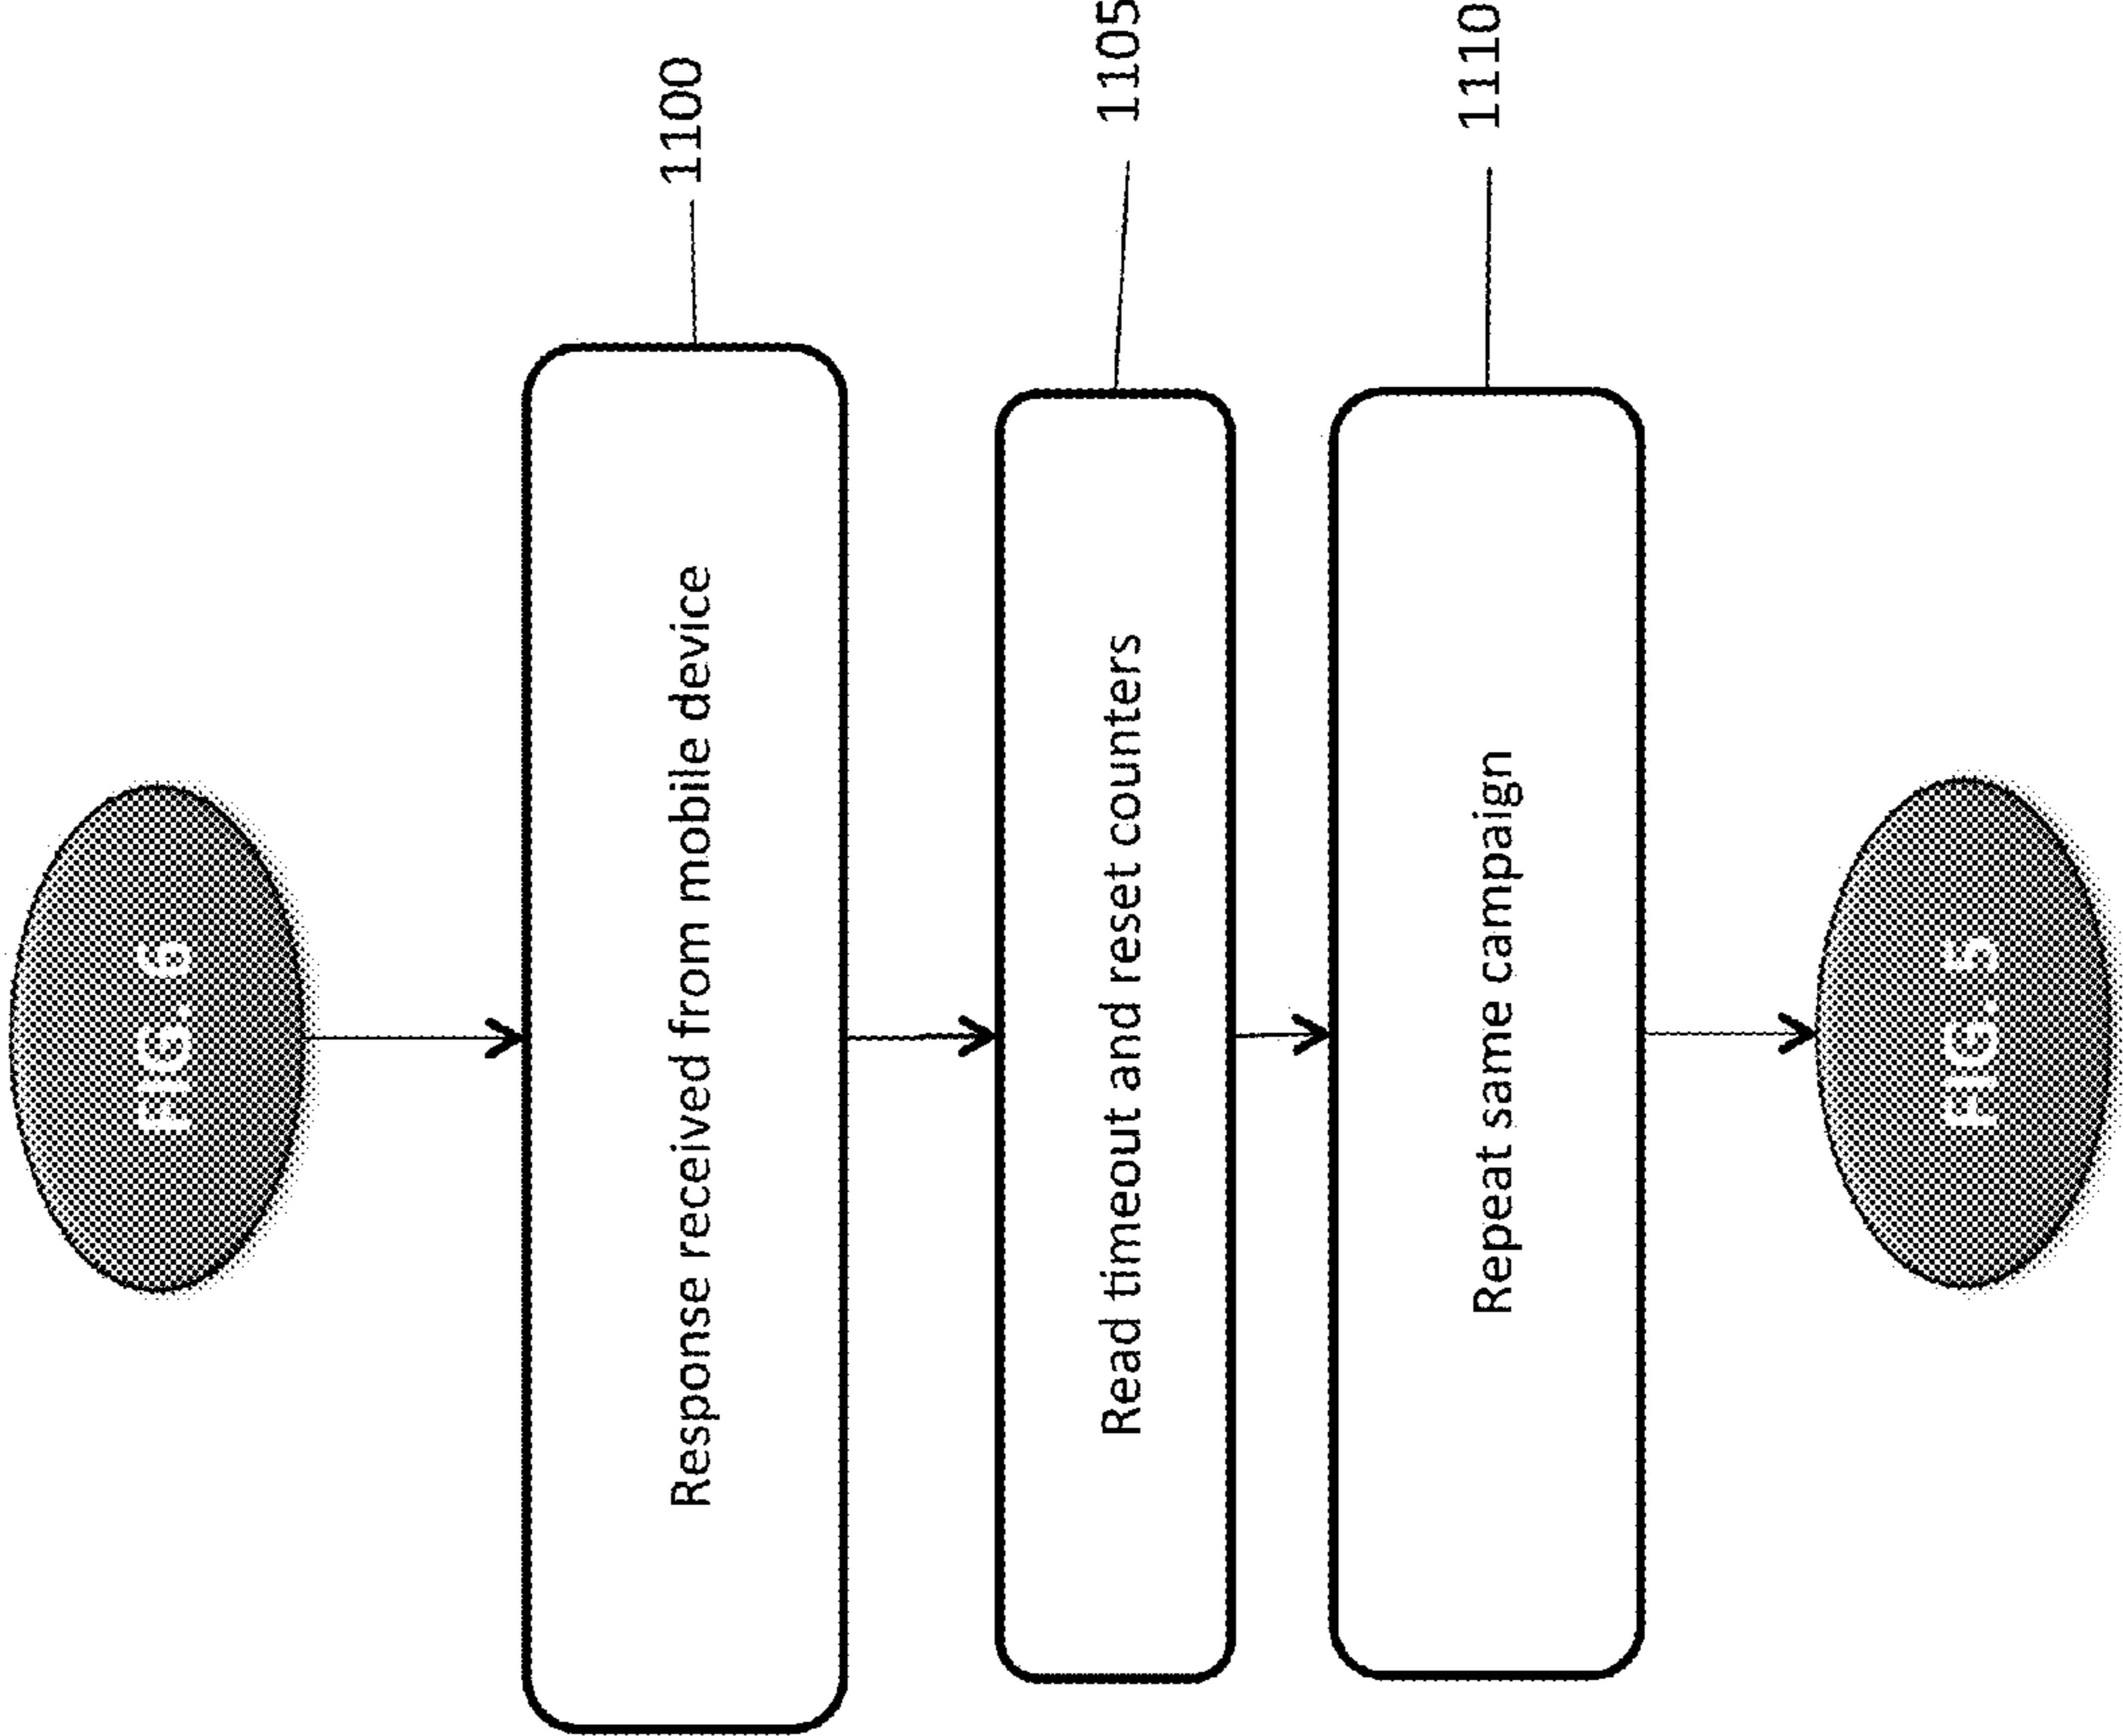 FIG. 6
Response received from mobile device
1100
Read timeout and reset counters
1105
Repeat same campaign
1110
FIG. 5